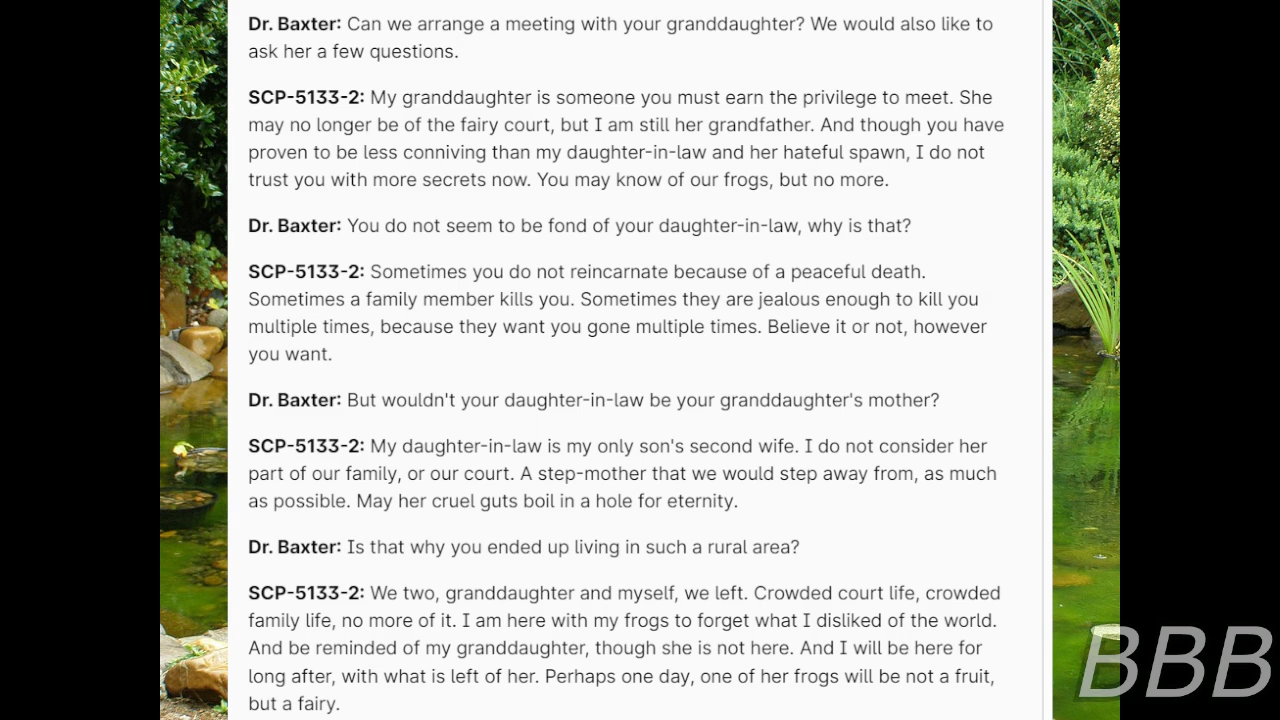 Dr. Baxter: Can we arrange a meeting with your granddaughter? We would also like to
ask her a few questions.
SCP-5133-2: My granddaughter is someone you must earn the privilege to meet. She
may no longer be of the fairy court, but I am still her grandfather. And though you have
proven to be less conniving than my daughter-in-law and her hateful spawn, I do not
trust you with more secrets now. You may know of our frogs, but no more.
Dr. Baxter: You do not seem to be fond of your daughter-in-law, why is that?
SCP-5133-2: Sometimes you do not reincarnate because of a peaceful death.
Sometimes a family member kills you. Sometimes they are jealous enough to kill you
multiple times, because they want you gone multiple times. Believe it or not, however
you want.
Dr. Baxter: But wouldn't your daughter-in-law be your granddaughter's mother?
SCP-5133-2: My daughter-in-law is my only son's second wife. I do not consider her
part of our family, or our court. A step-mother that we would step away from, as much
as possible. May her cruel guts boil in a hole for eternity.
Dr. Baxter: Is that why you ended up living in such a rural area?
SCP-5133-2: We two, granddaughter and myself, we left. Crowded court life, crowded
family life, no more of it. I am here with my frogs to forget what I disliked of the world.
And be reminded of my granddaughter, though she is not here. And I will be here for
long after, with what is left of her. Perhaps one day, one of her frogs will be not a fruit,
but a fairy.
BBB